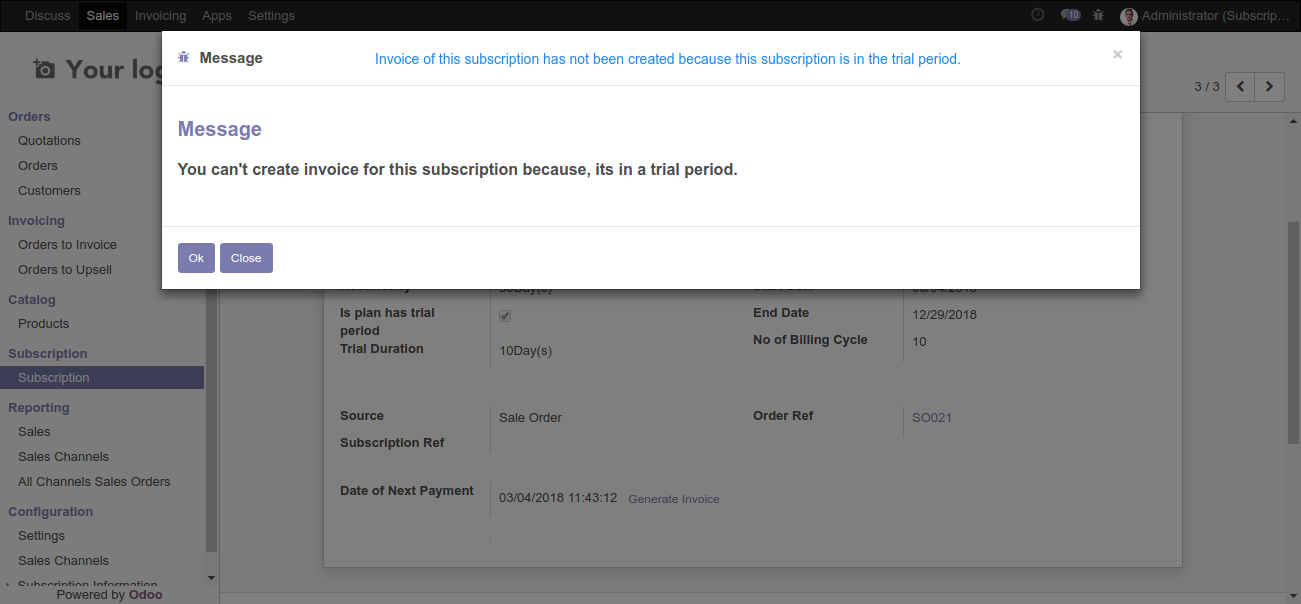 Discuss Sales Invoicing Apps Settings
10 Administrator (Subscrip...
Message
Invoice of this subscription has not been created because this subscription is in the trial period.
×
Your log
3 / 3
Message
You can't create invoice for this subscription because, its in a trial period.
Ok Close
Orders
Quotations
Orders
Customers
Invoicing
Orders to Invoice
Orders to Upsell
Catalog
Products
Subscription
Subscription
Reporting
Sales
Sales Channels
All Channels Sales Orders
Configuration
Settings
Sales Channels
Subscription Information
Powered by Odoo
Is plan has trial
period
Trial Duration 10Day(s)
End Date 12/29/2018
No of Billing Cycle 10
Source Sale Order
Order Ref SO021
Subscription Ref
Date of Next Payment 03/04/2018 11:43:12 Generate Invoice